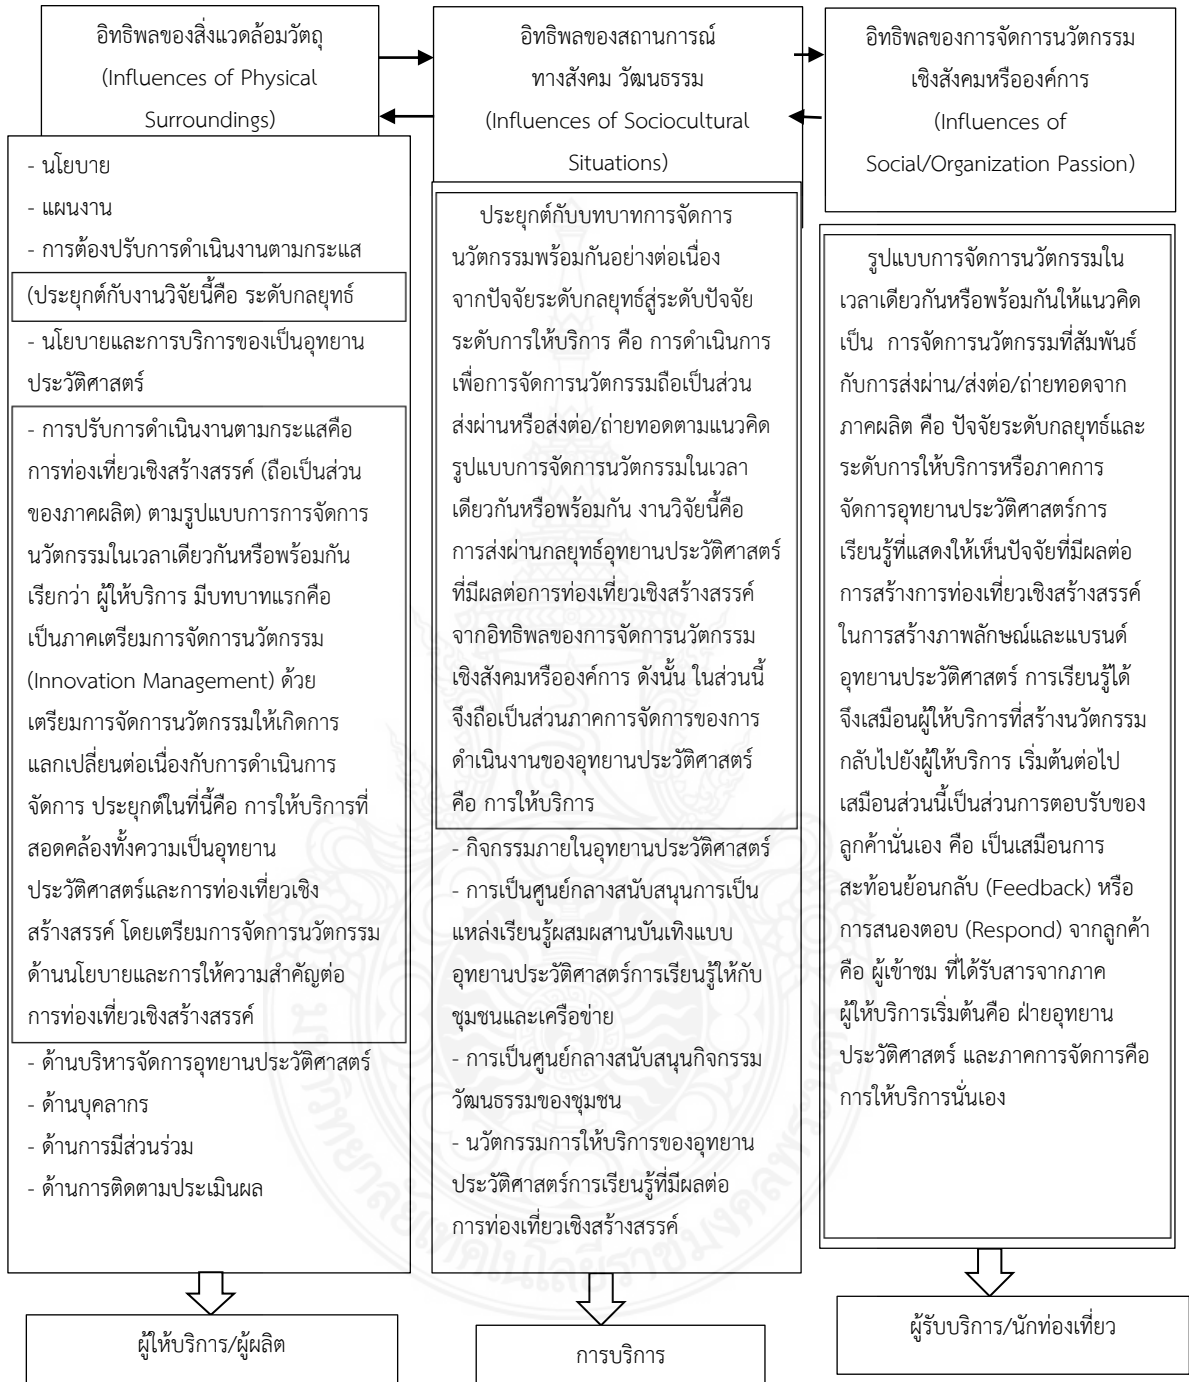 อิทธิพลของสิ่งแวดล้อมวัตถุ
(Influences of Physical
Surroundings)
- นโยบาย
- แผนงาน
- การต้องปรับการดำเนินงานตามกระแส
(ประยุกต์กับงานวิจัยนี้คือ ระดับกลยุทธ์
- นโยบายและการบริการของเป็นอุทยาน
ประวัติศาสตร์
- การปรับการดำเนินงานตามกระแสคือ
การท่องเที่ยวเชิงสร้างสรรค์ (ถือเป็นส่วน
ของภาคผลิต) ตามรูปแบบการการจัดการ
นวัตกรรมในเวลาเดียวกันหรือพร้อมกัน
เรียกว่า ผู้ให้บริการ มีบทบาทแรกคือ
เป็นภาคเตรียมการจัดการนวัตกรรม
(Innovation Management) ด้วย
เตรียมการจัดการนวัตกรรมให้เกิดการ
แลกเปลี่ยนต่อเนื่องกับการดำเนินการ
จัดการ ประยุกต์ในที่นี้คือ การให้บริการที่
สอดคล้องทั้งความเป็นอุทยาน
ประวัติศาสตร์และการท่องเที่ยวเชิง
สร้างสรรค์ โดยเตรียมการจัดการนวัตกรรม
ด้านนโยบายและการให้ความสำคัญต่อ
การท่องเที่ยวเชิงสร้างสรรค์
- ด้านบริหารจัดการอุทยานประวัติศาสตร์
- ด้านบุคลากร
- ด้านการมีส่วนร่วม
- ด้านการติดตามประเมินผล
ผู้ให้บริการ/ผู้ผลิต
อิทธิพลของสถานการณ์
ทางสังคม วัฒนธรรม
(Influences of Sociocultural
Situations)
ประยุกต์กับบทบาทการจัดการ
นวัตกรรมพร้อมกันอย่างต่อเนื่อง
จากปัจจัยระดับกลยุทธ์สู่ระดับปัจจัย
ระดับการให้บริการ คือ การดำเนินการ
เพื่อการจัดการนวัตกรรมถือเป็นส่วน
ส่งผ่านหรือส่งต่อ/ถ่ายทอดตามแนวคิด
รูปแบบการจัดการนวัตกรรมในเวลา
เดียวกันหรือพร้อมกัน งานวิจัยนี้คือ
การส่งผ่านกลยุทธ์อุทยานประวัติศาสตร์
ที่มีผลต่อการท่องเที่ยวเชิงสร้างสรรค์
จากอิทธิพลของการจัดการนวัตกรรม
เชิงสังคมหรือองค์การ ดังนั้น ในส่วนนี้
จึงถือเป็นส่วนภาคการจัดการของการ
ดำเนินงานของอุทยานประวัติศาสตร์
คือ การให้บริการ
- กิจกรรมภายในอุทยานประวัติศาสตร์
- การเป็นศูนย์กลางสนับสนุนการเป็น
แหล่งเรียนรู้ผสมผสานบันเทิงแบบ
อุทยานประวัติศาสตร์การเรียนรู้ให้กับ
ชุมชนและเครือข่าย
- การเป็นศูนย์กลางสนับสนุนกิจกรรม
วัฒนธรรมของชุมชน
- นวัตกรรมการให้บริการของอุทยาน
ประวัติศาสตร์การเรียนรู้ที่มีผลต่อ
การท่องเที่ยวเชิงสร้างสรรค์
การบริการ
อิทธิพลของการจัดการนวัตกรรม
เชิงสังคมหรือองค์การ
(Influences of
Social/Organization Passion)
รูปแบบการจัดการนวัตกรรมใน
เวลาเดียวกันหรือพร้อมกันให้แนวคิด
เป็น การจัดการนวัตกรรมที่สัมพันธ์
กับการส่งผ่าน/ส่งต่อ/ถ่ายทอดจาก
ภาคผลิต คือ ปัจจัยระดับกลยุทธ์และ
ระดับการให้บริการหรือภาคการ
จัดการอุทยานประวัติศาสตร์การ
เรียนรู้ที่แสดงให้เห็นปัจจัยที่มีผลต่อ
การสร้างการท่องเที่ยวเชิงสร้างสรรค์
ในการสร้างภาพลักษณ์และแบรนด์
อุทยานประวัติศาสตร์ การเรียนรู้ได้
จึงเสมือนผู้ให้บริการที่สร้างนวัตกรรม
กลับไปยังผู้ให้บริการ เริ่มต้นต่อไป
เสมือนส่วนนี้เป็นส่วนการตอบรับของ
ลูกค้านั่นเอง คือ เป็นเสมือนการ
สะท้อนย้อนกลับ (Feedback) หรือ
การสนองตอบ (Respond) จากลูกค้า
คือ ผู้เข้าชม ที่ได้รับสารจากภาค
ผู้ให้บริการเริ่มต้นคือ ฝ่ายอุทยาน
ประวัติศาสตร์ และภาคการจัดการคือ
การให้บริการนั่นเอง
ผู้รับบริการ/นักท่องเที่ยว
มหาวิทยาลัยเทคโนโลยีราชมงคลพระนคร